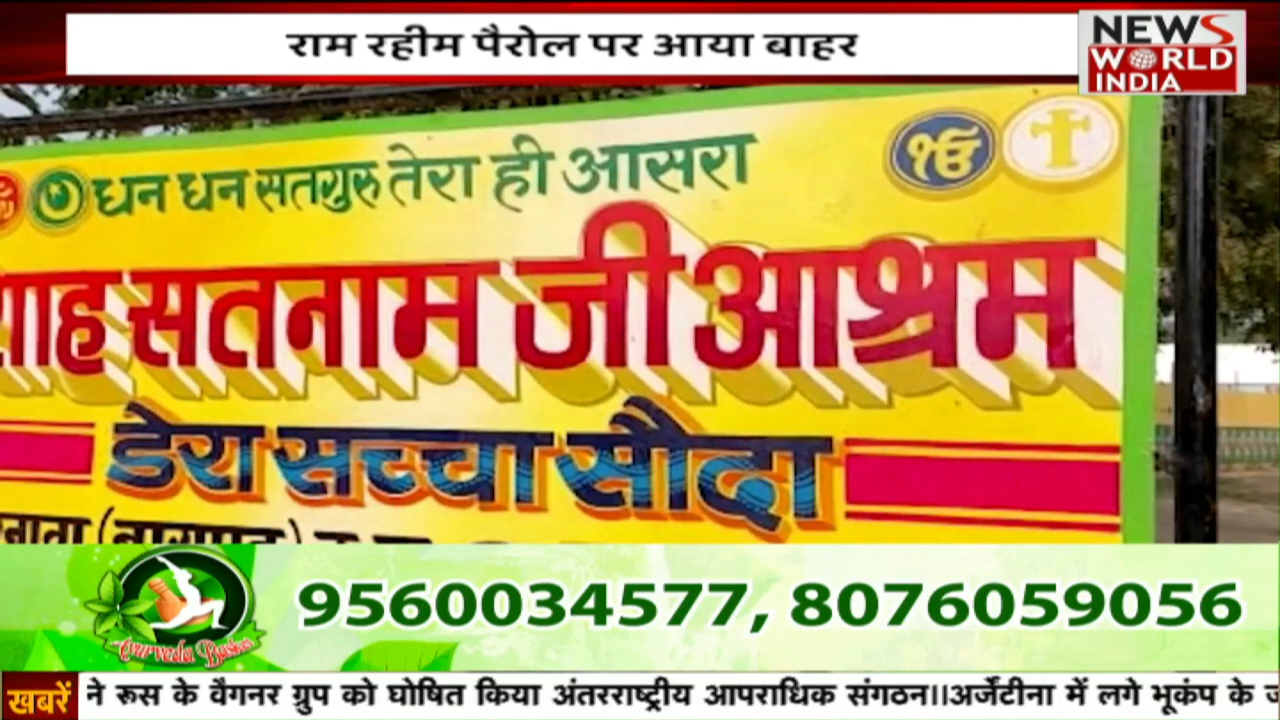 राम रहीम पैरोल पर आया बाहर
NEWS
WORLD
INDIA
धन धन सतगुरु तेरा ही आसरा
शाह सतनाम जी आश्रम
डेरा सच्चा सौदा
9560034577, 8076059056
Ayurveda
खबरें ने रूस के वैगनर ग्रुप को घोषित किया अंतरराष्ट्रीय आपराधिक संगठन।।अर्जेंटीना में लगे भूकंप के